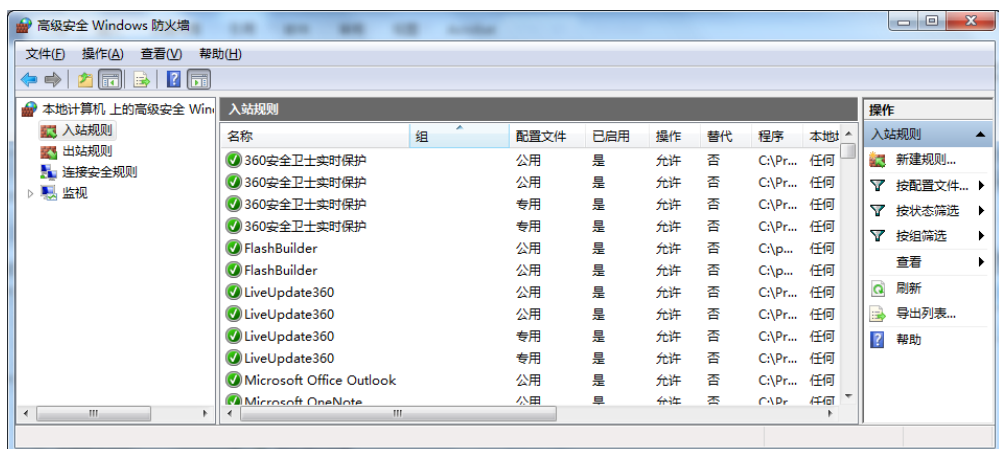 高级安全 Windows 防火墙
文件(F) 操作(A) 查看(V) 帮助(H)
本地计算机 上的高级安全 Win
入站规则
出站规则
连接安全规则
监视
入站规则
名称 组 配置文件 已启用 操作 替代 程序 本地
360安全卫士实时保护 公用 是 允许 否 C:\Pr... 任何
360安全卫士实时保护 公用 是 允许 否 C:\Pr... 任何
360安全卫士实时保护 专用 是 允许 否 C:\Pr... 任何
360安全卫士实时保护 专用 是 允许 否 C:\Pr... 任何
FlashBuilder 公用 是 允许 否 C:\p... 任何
FlashBuilder 公用 是 允许 否 C:\p... 任何
LiveUpdate360 公用 是 允许 否 C:\Pr... 任何
LiveUpdate360 公用 是 允许 否 C:\Pr... 任何
LiveUpdate360 专用 是 允许 否 C:\Pr... 任何
LiveUpdate360 专用 是 允许 否 C:\Pr... 任何
Microsoft Office Outlook 公用 是 允许 否 C:\Pr... 任何
Microsoft OneNote 公用 是 允许 否 C:\Pr... 任何
操作
入站规则
新建规则...
按配置文件...
按状态筛选
按组筛选
查看
刷新
导出列表...
帮助